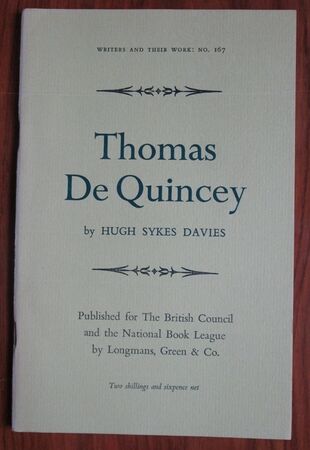 WRITERS AND THEIR WORK: NO. 167
Thomas
De Quincey
by HUGH SYKES DAVIES
Published for The British Council
and the National Book League
by Longmans, Green & Co.
Two shillings and sixpence net